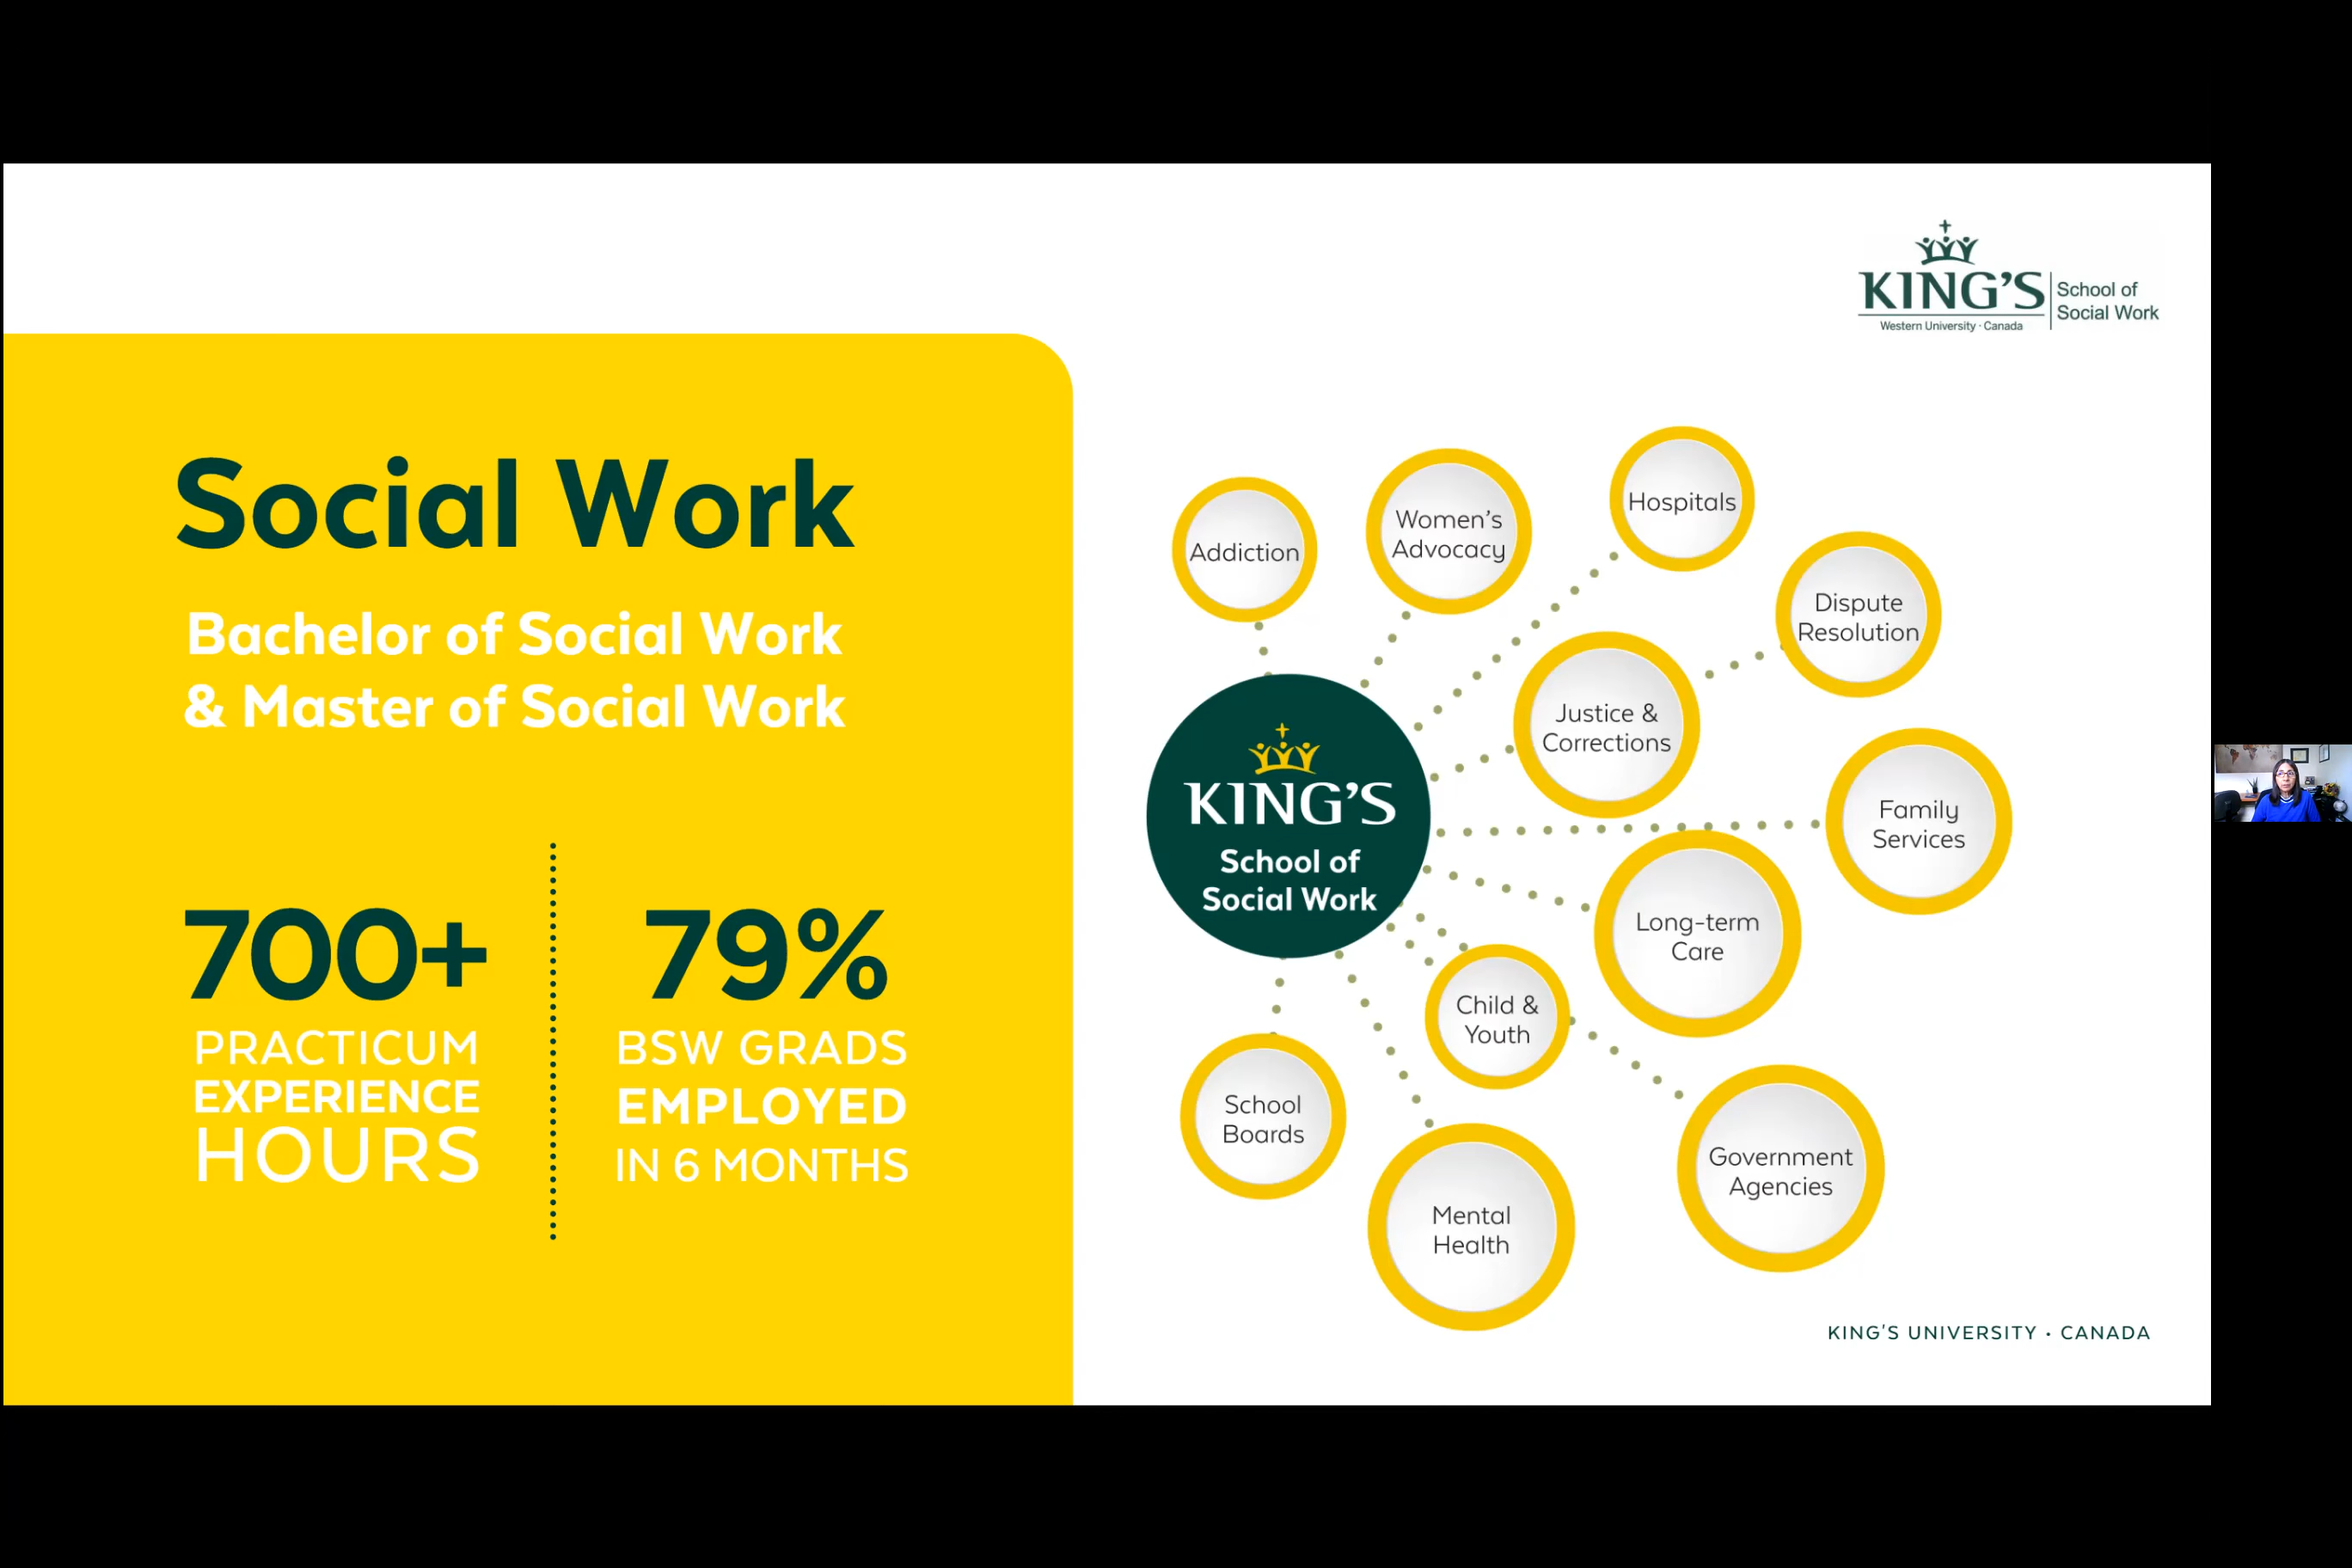 KING'S
School of
Social Work
Western University · Canada
Social Work
Bachelor of Social Work
& Master of Social Work
700+
PRACTICUM
EXPERIENCE
HOURS
79%
BSW GRADS
EMPLOYED
IN 6 MONTHS
KING'S
School of
Social Work
Addiction
Women's
Advocacy
Hospitals
Dispute
Resolution
Justice &
Corrections
Family
Services
Long-term
Care
Child &
Youth
School
Boards
Mental
Health
Government
Agencies
KING'S UNIVERSITY · CANADA